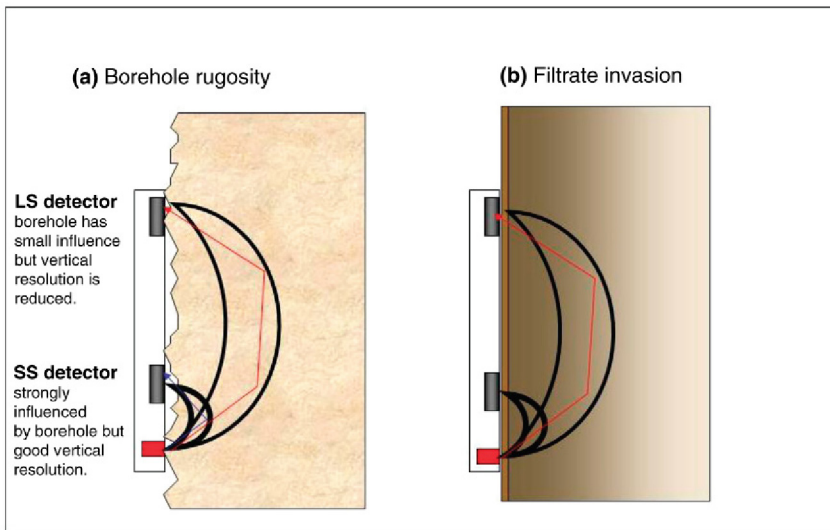 (a) Borehole rugosity
(b) Filtrate invasion
LS detector
borehole has
small influence
but vertical
resolution is
reduced.
SS detector
strongly
influenced
by borehole but
good vertical
resolution.